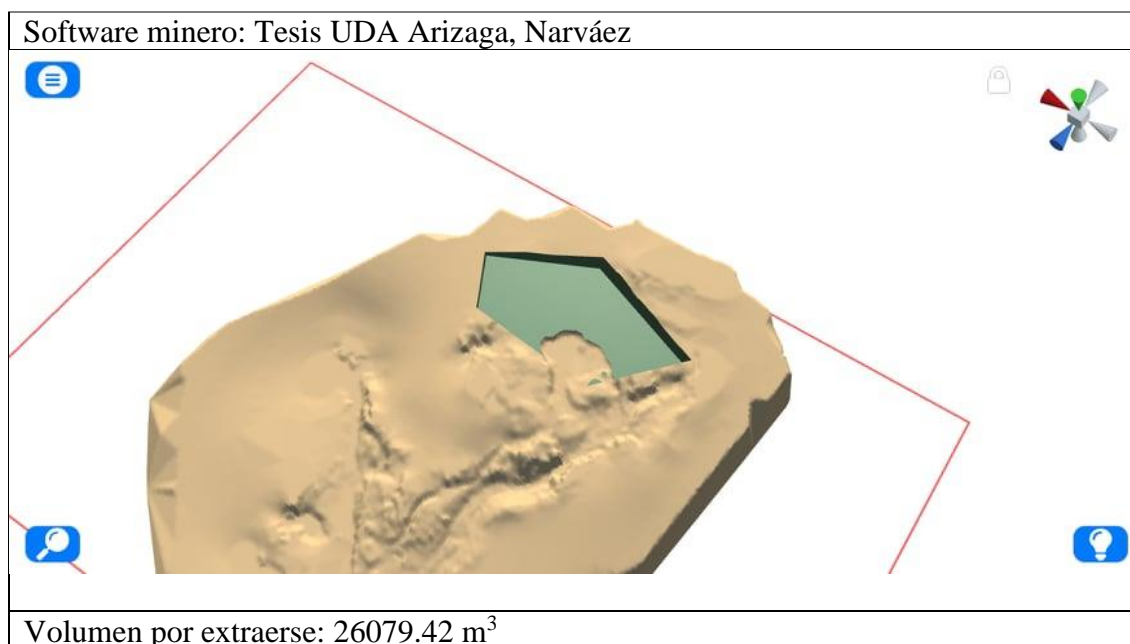 Software minero: Tesis UDA Arizaga, Narváez
Volumen por extraerse: 26079.42 m³